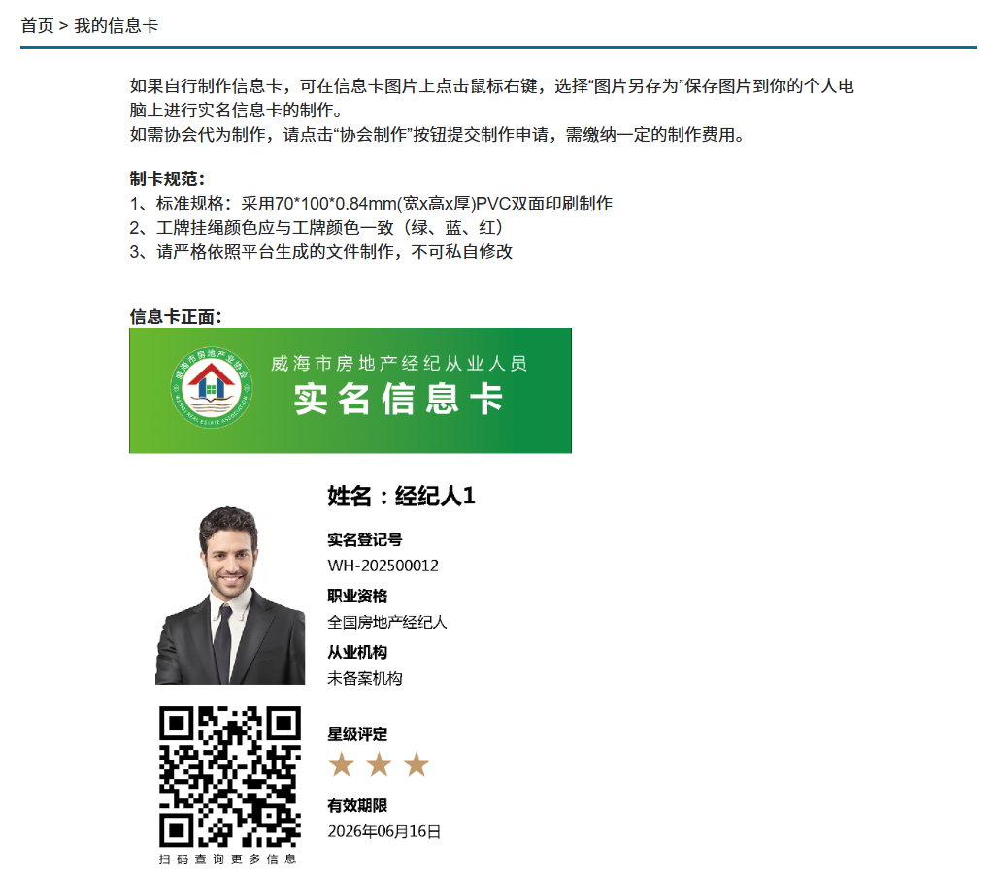 首页 > 我的信息卡
如果自行制作信息卡，可在信息卡图片上点击鼠标右键，选择“图片另存为”保存图片到你的个人电
脑上进行实名信息卡的制作。
如需协会代为制作，请点击“协会制作”按钮提交制作申请，需缴纳一定的制作费用。
制卡规范：
1、标准规格：采用70*100*0.84mm(宽x高x厚)PVC双面印刷制作
2、工牌挂绳颜色应与工牌颜色一致（绿、蓝、红）
3、请严格依照平台生成的文件制作，不可私自修改
信息卡正面：
威海市房地产业协会
WEIHAI REAL ESTATE ASSOCIATION
威海市房地产经纪从业人员
实名信息卡
姓名：经纪人1
实名登记号
WH-202500012
职业资格
全国房地产经纪人
从业机构
未备案机构
星级评定
有效期限
2026年06月16日
扫码查询更多信息